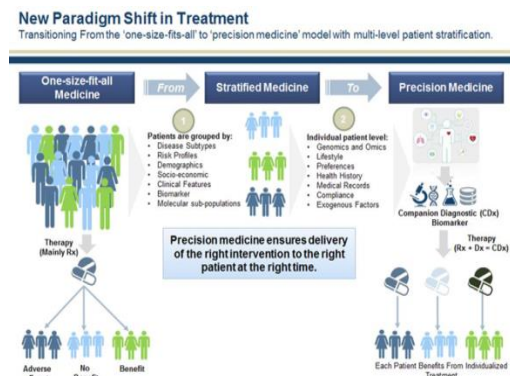 New Paradigm Shift in Treatment
Transitioning From the 'one-size-fits-all' to 'precision medicine' model with multi-level patient stratification.
One-size-fit-all
Medicine
From
Stratified Medicine
To
Precision Medicine
1
Patients are grouped by:
• Disease Subtypes
• Risk Profiles
• Demographics
• Socio-economic
• Clinical Features
• Biomarker
• Molecular sub-populations
2
Individual patient level:
• Genomics and Omics
• Lifestyle
• Preferences
• Health History
• Medical Records
• Compliance
• Exogenous Factors
Companion Diagnostic (CDx)
Biomarker
Therapy
(Mainly Rx)
Precision medicine ensures delivery
of the right intervention to the right
patient at the right time.
Therapy
(Rx + Dx = CDx)
Adverse
No
Benefit
Each Patient Benefits From Individualized
Treatment